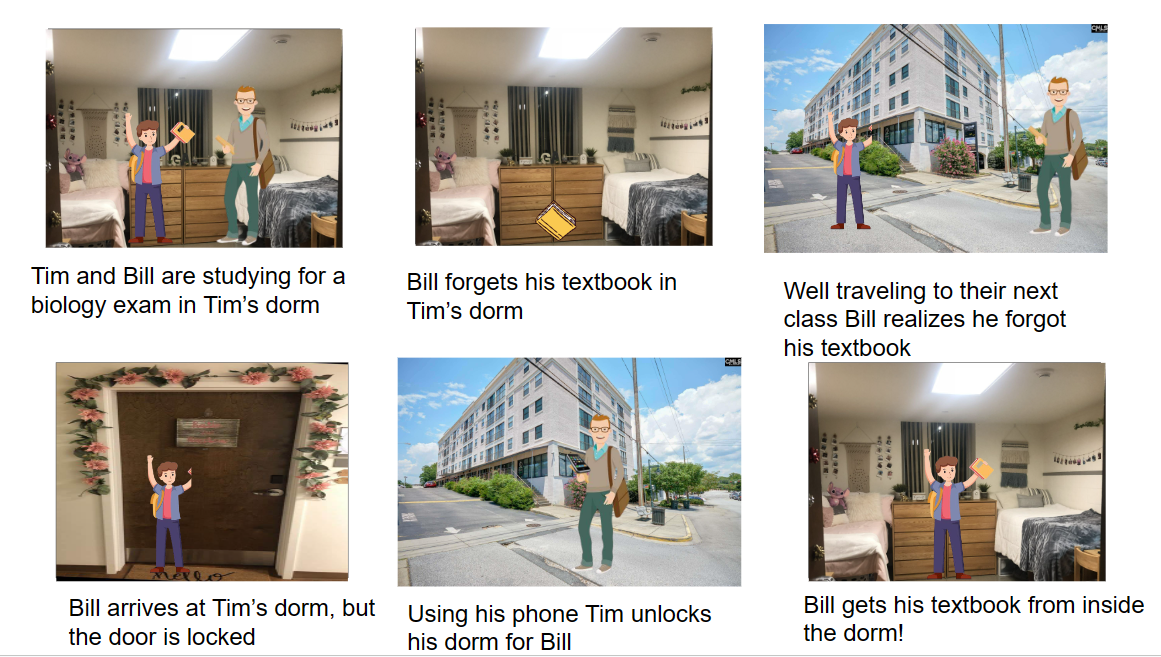 CMLS
Tim and Bill are studying for a
biology exam in Tim's dorm
Bill forgets his textbook in
Tim's dorm
Well traveling to their next
class Bill realizes he forgot
his textbook
CMLS
hello
Bill arrives at Tim's dorm, but
the door is locked
Using his phone Tim unlocks
his dorm for Bill
Bill gets his textbook from inside
the dorm!